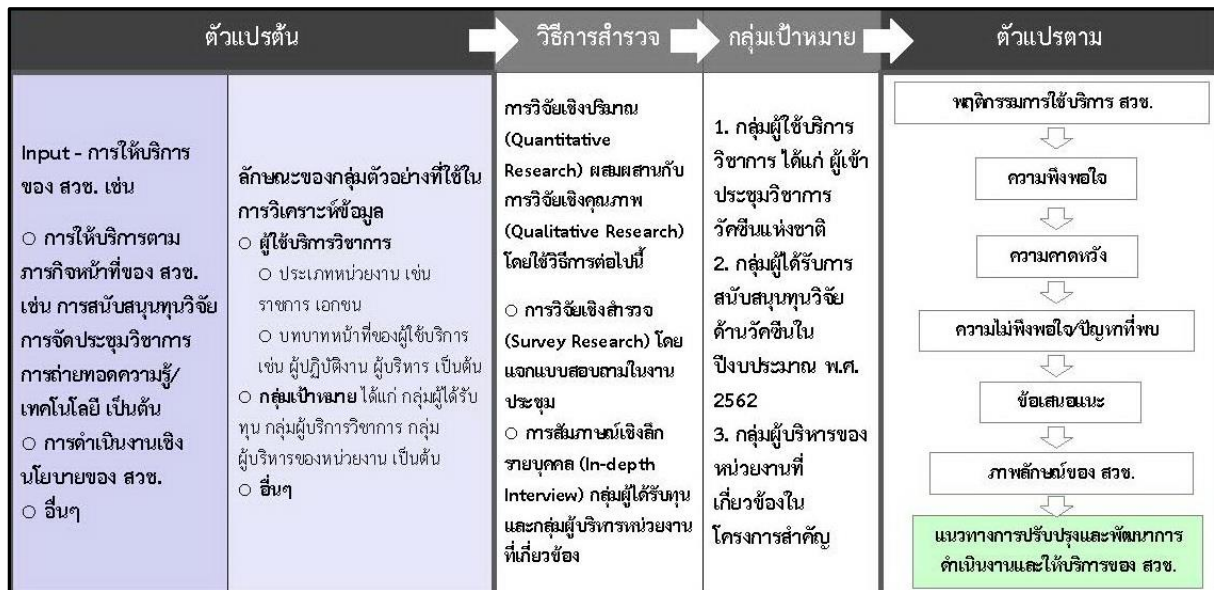 ตัวแปรต้น
วิธีการสำรวจ
กลุ่มเป้าหมาย
ตัวแปรตาม
Input - การให้บริการ
ของ สวช. เช่น
○ การให้บริการตาม
ภารกิจหน้าที่ของ สวช.
เช่น การสนับสนุนทุนวิจัย
การจัดประชุมวิชาการ
การถ่ายทอดความรู้/
เทคโนโลยี เป็นต้น
○ การดำเนินงานเชิง
นโยบายของ สวช.
○ อื่นๆ
ลักษณะของกลุ่มตัวอย่างที่ใช้ใน
การวิเคราะห์ข้อมูล
○ ผู้ใช้บริการวิชาการ
○ ประเภทหน่วยงาน เช่น
ราชการ เอกชน
○ บทบาทหน้าที่ของผู้ใช้บริการ
เช่น ผู้ปฏิบัติงาน ผู้บริหาร เป็นต้น
○ กลุ่มเป้าหมาย ได้แก่ กลุ่มผู้ได้รับ
ทุน กลุ่มผู้บริการวิชาการ กลุ่ม
ผู้บริหารของหน่วยงาน เป็นต้น
○ อื่นๆ
การวิจัยเชิงปริมาณ
(Quantitative
Research) ผสมผสานกับ
การวิจัยเชิงคุณภาพ
(Qualitative Research)
โดยใช้วิธีการต่อไปนี้
○ การวิจัยเชิงสำรวจ
(Survey Research) โดย
แจกแบบสอบถามในงาน
ประชุม
○ การสัมภาษณ์เชิงลึก
รายบุคคล (In-depth
Interview) กลุ่มผู้ได้รับทุน
และกลุ่มผู้บริหารหน่วยงาน
ที่เกี่ยวข้อง
1. กลุ่มผู้ใช้บริการ
วิชาการ ได้แก่ ผู้เข้า
ประชุมวิชาการ
วัคซีนแห่งชาติ
2. กลุ่มผู้ได้รับการ
สนับสนุนทุนวิจัย
ด้านวัคซีนใน
ปีงบประมาณ พ.ศ.
2562
3. กลุ่มผู้บริหารของ
หน่วยงานที่
เกี่ยวข้องใน
โครงการสำคัญ
พฤติกรรมการใช้บริการ สวช.
ความพึงพอใจ
ความคาดหวัง
ความไม่พึงพอใจ/ปัญหาที่พบ
ข้อเสนอแนะ
ภาพลักษณ์ของ สวช.
แนวทางการปรับปรุงและพัฒนาการ
ดำเนินงานและให้บริการของ สวช.